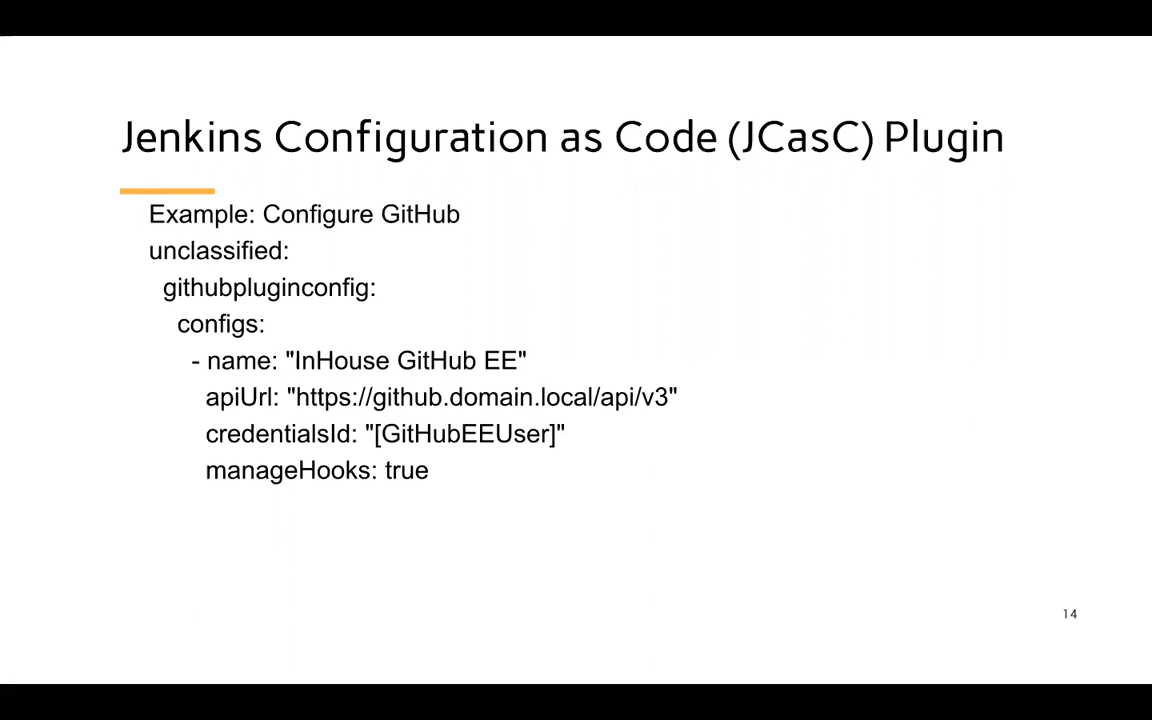 Jenkins Configuration as Code (JCasC) Plugin
Example: Configure GitHub
unclassified:
githubpluginconfig:
configs:
- name: "InHouse GitHub EE"
apiUrl: "https://github.domain.local/api/v3"
credentialsId: "[GitHubEEUser]"
manageHooks: true
14